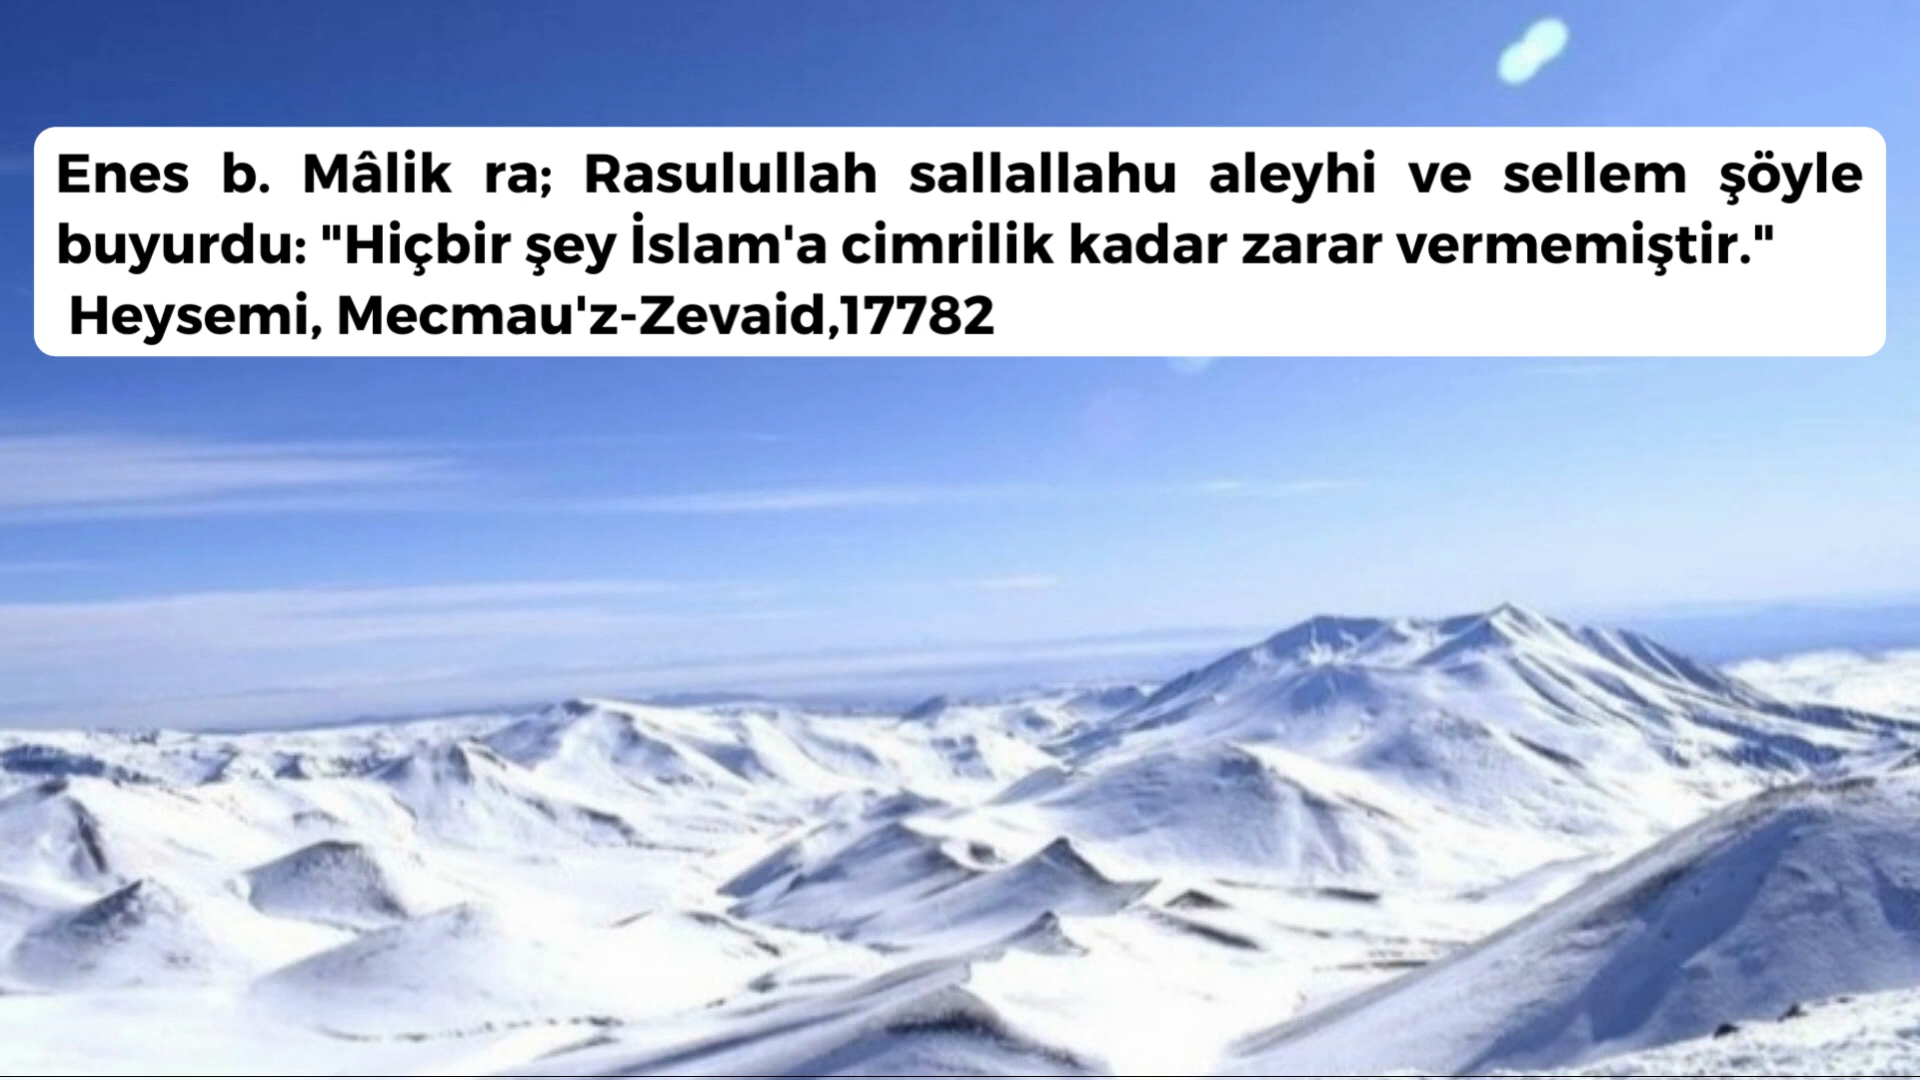 Enes b. Mâlik ra; Rasulullah sallallahu aleyhi ve sellem şöyle
buyurdu: "Hiçbir şey İslam'a cimrilik kadar zarar vermemiştir."
Heysemi, Mecmau'z-Zevaid,17782